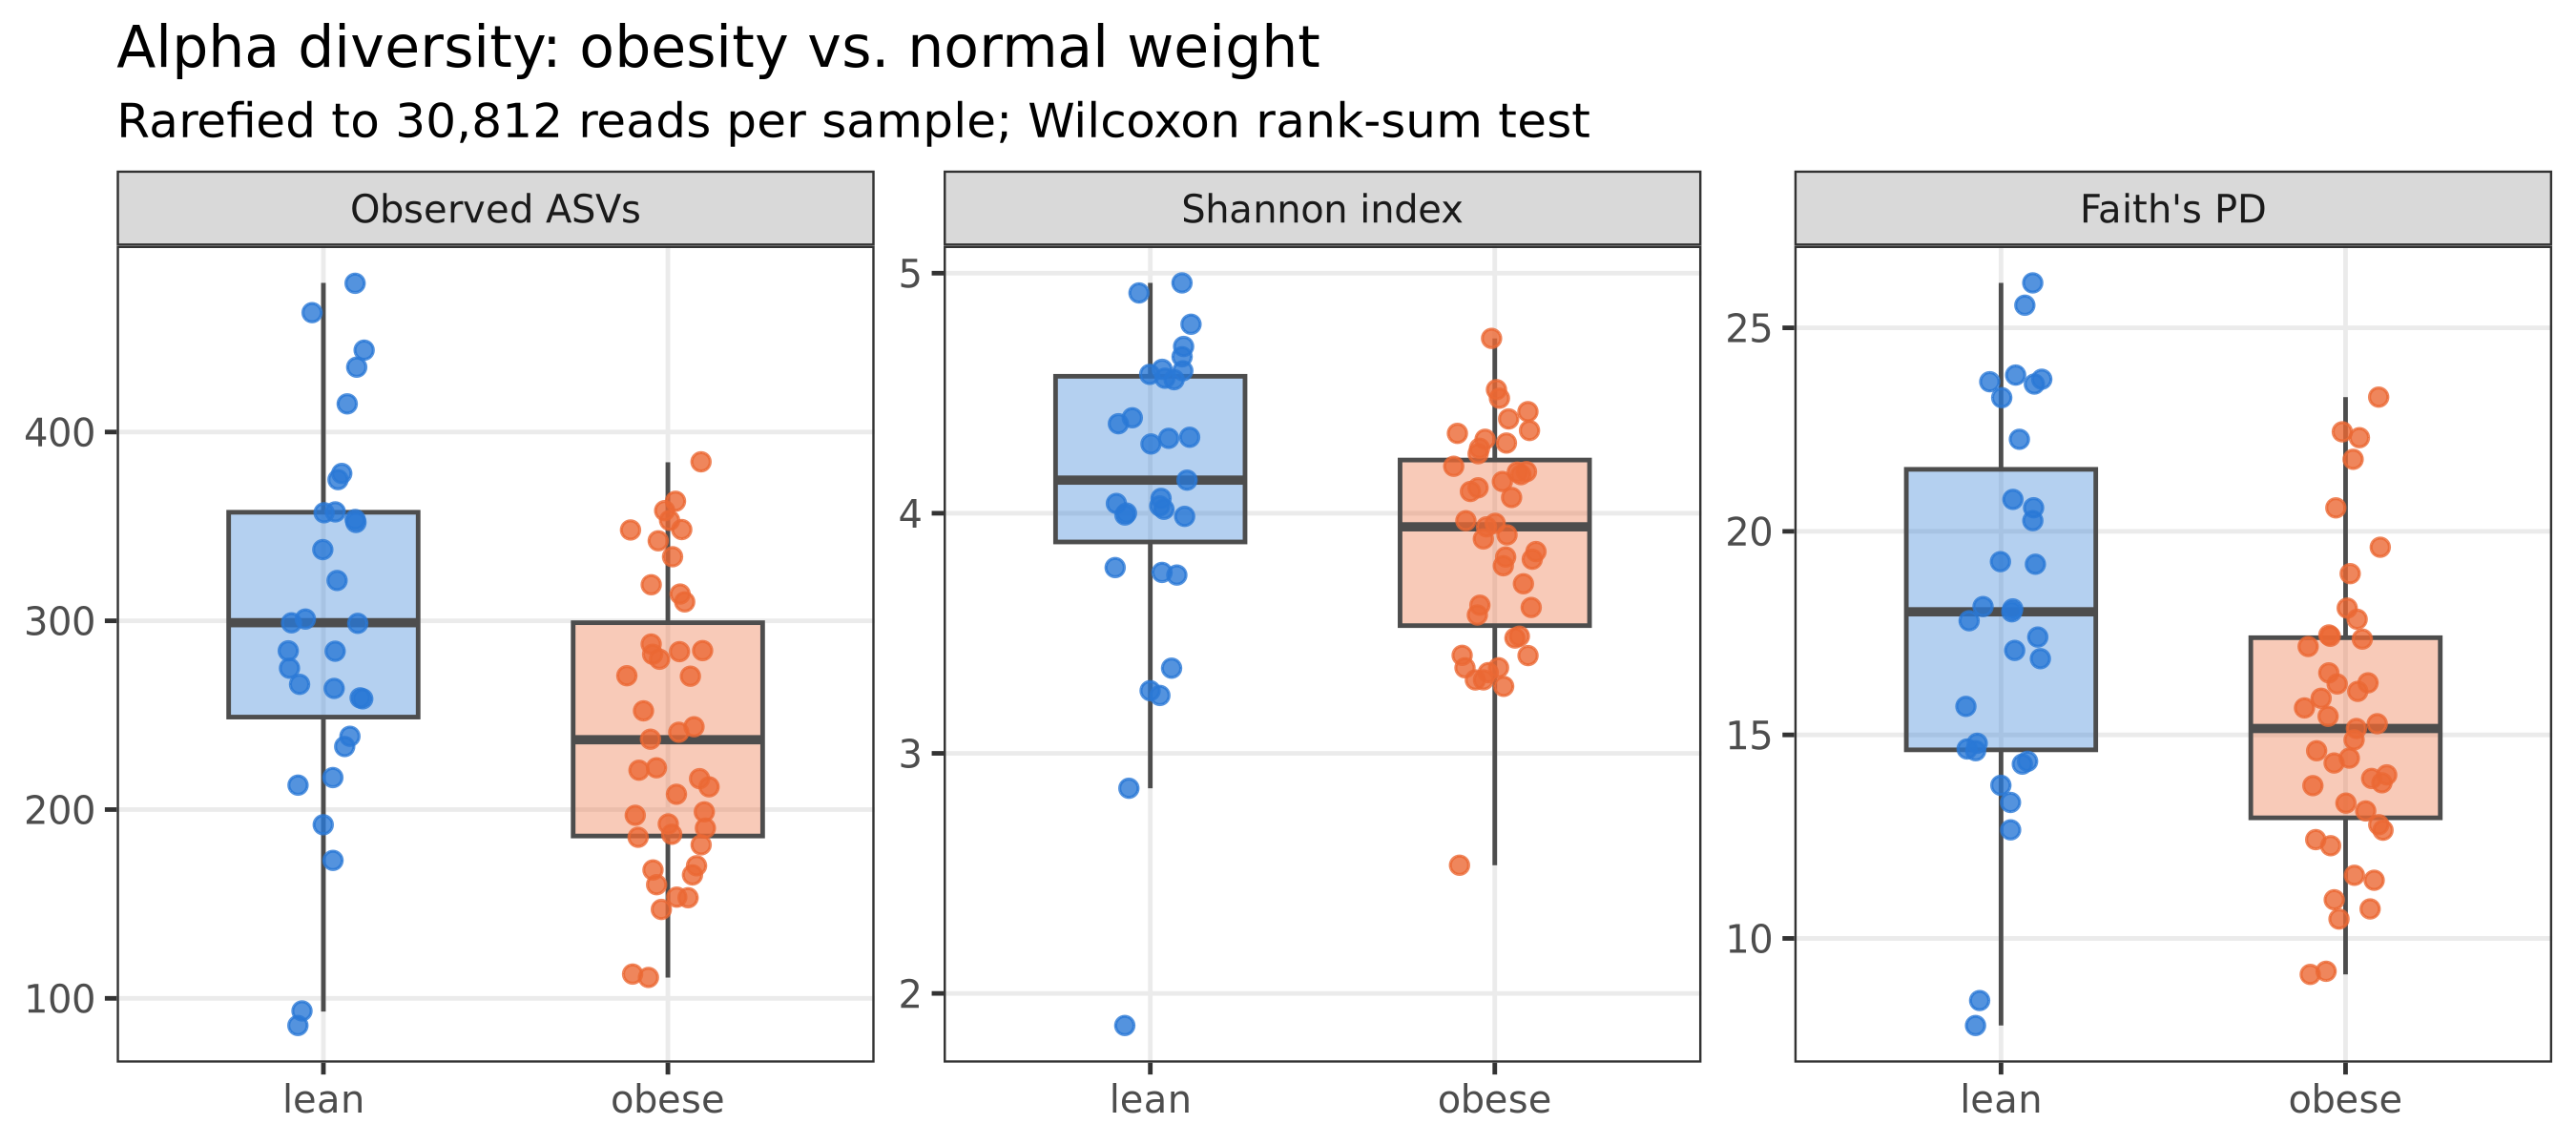 Alpha diversity: obesity vs. normal weight
Rarefied to 30,812 reads per sample; Wilcoxon rank-sum test
Observed ASVs
400
300
200
100
lean obese
Shannon index
5
4
3
2
lean obese
Faith's PD
25
20
15
10
lean obese